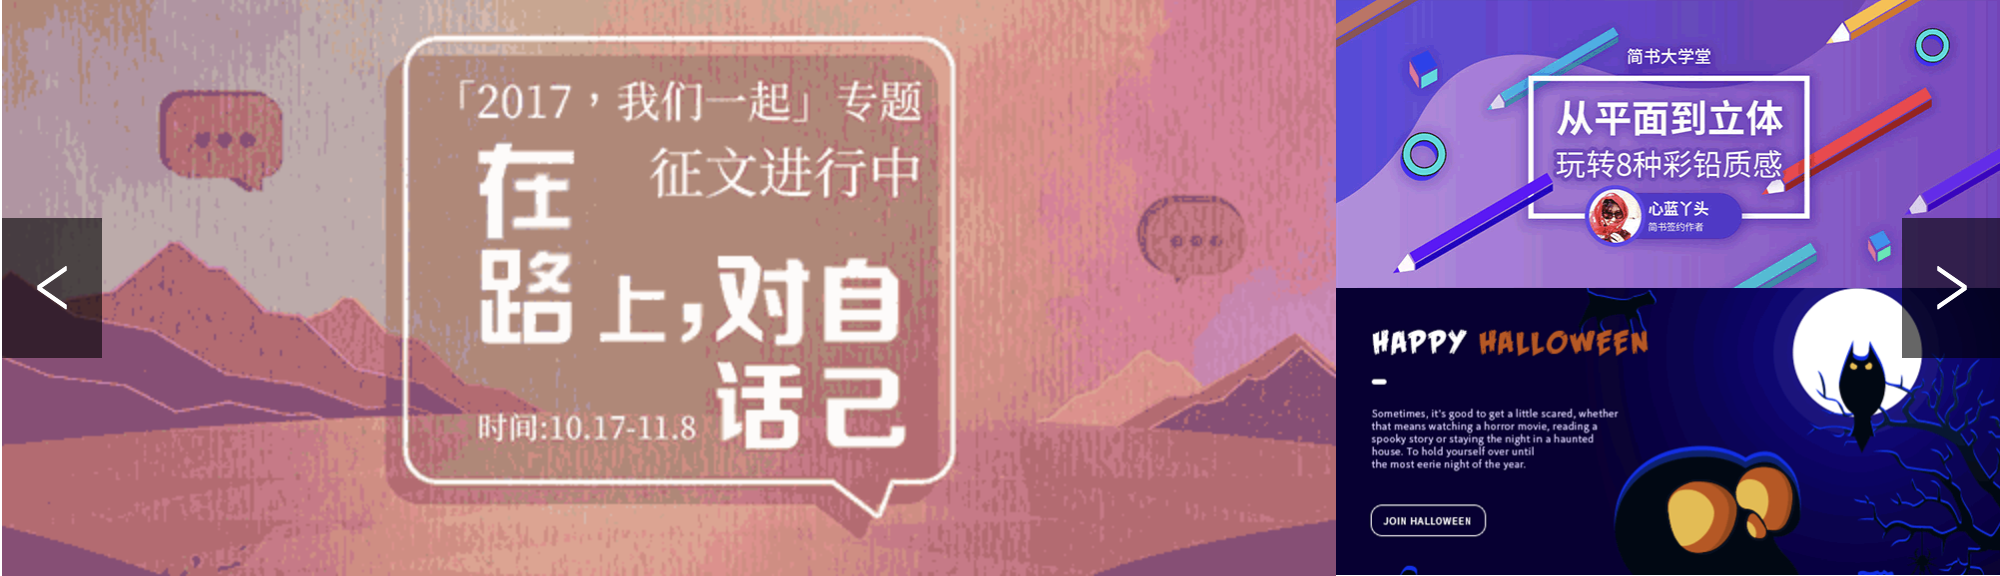 「2017，我们一起」专题
征文进行中
在路上，对自己话
时间:10.17-11.8
简书大学堂
从平面到立体
玩转8种彩铅质感
心蓝丫头
简书签约作者
HAPPY HALLOWEEN
Sometimes, it's good to get a little scared, whether
that means watching a horror movie, reading a
spooky story or staying the night in a haunted
house. To hold yourself over until
the most eerie night of the year.
JOIN HALLOWEEN